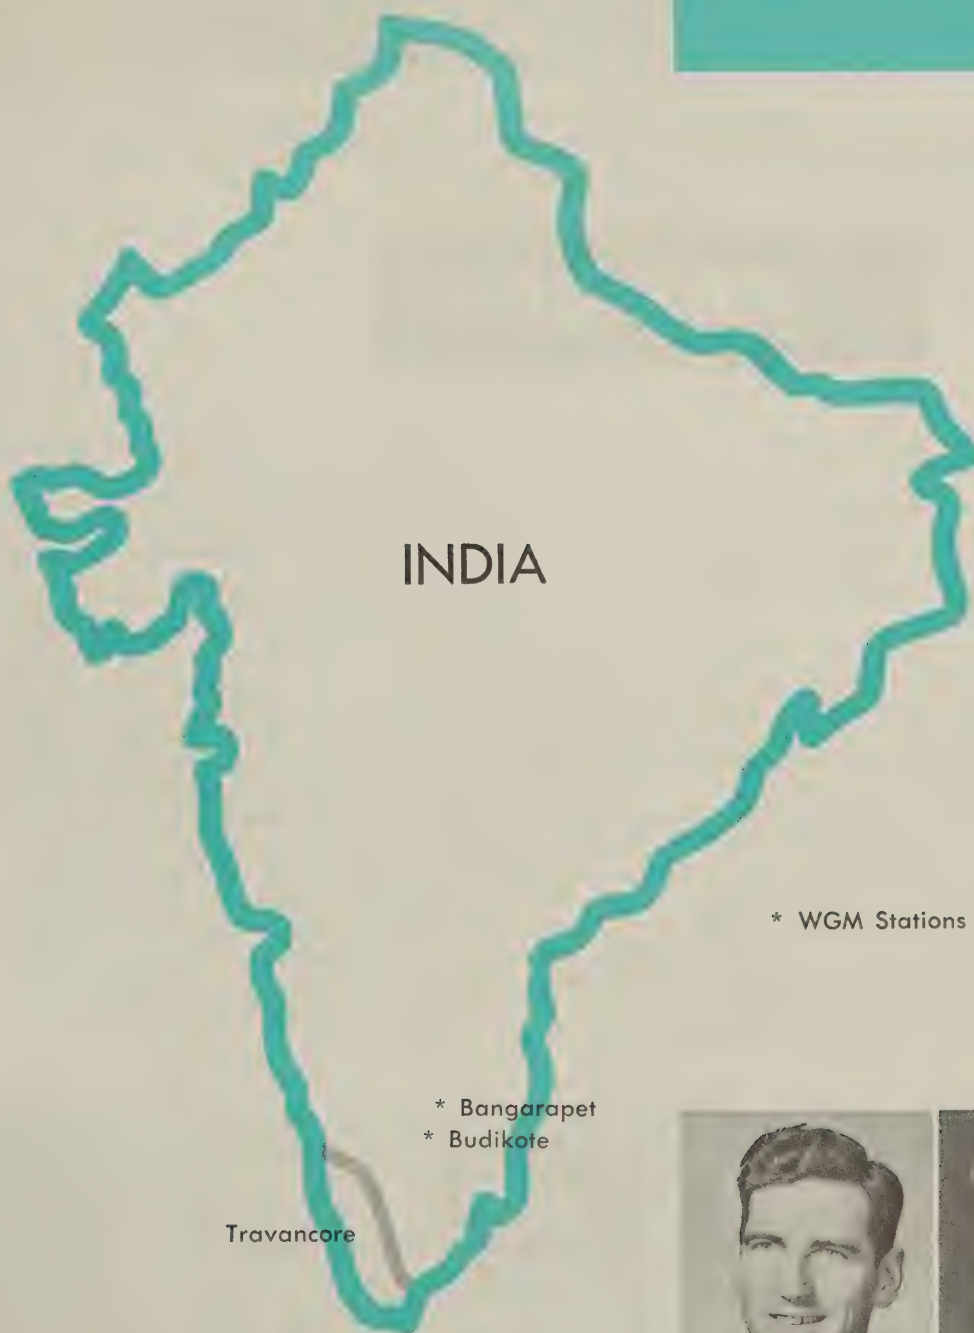 INDIA
* WGM Stations
* Bangarapet
* Budikote
Travancore